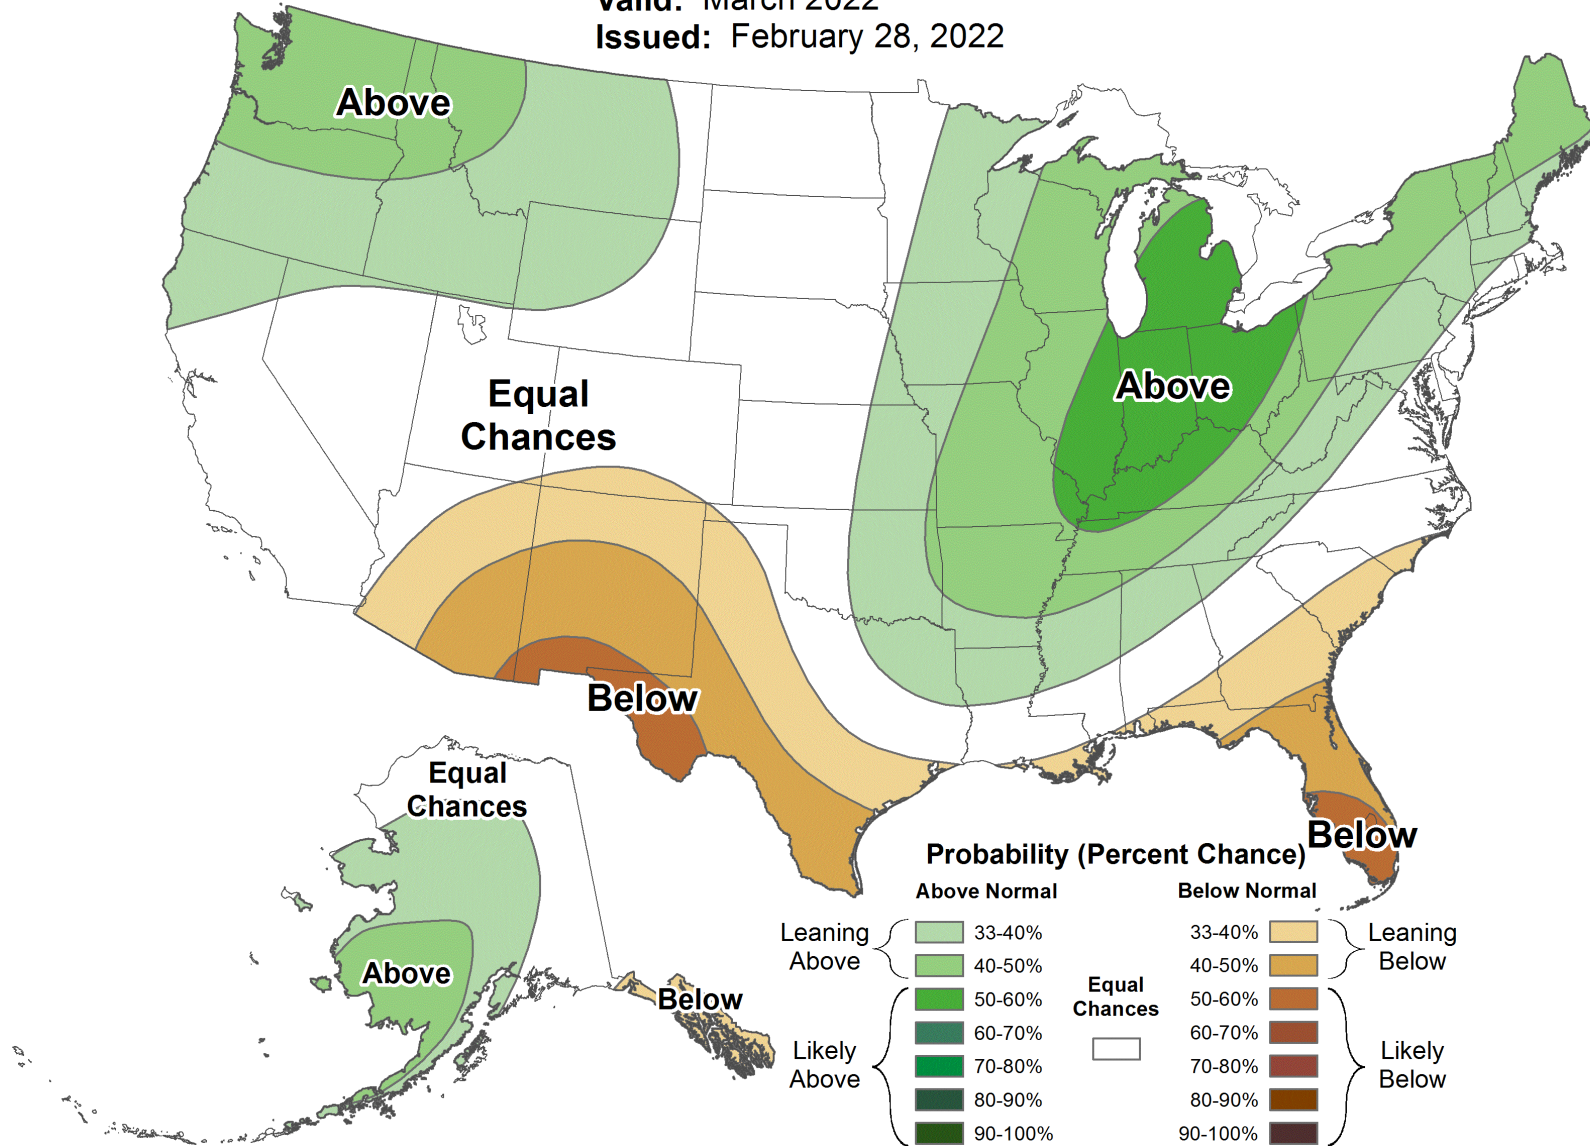 Valid: March 2022
Issued: February 28, 2022
Above
Equal
Chances
Above
Below
Equal
Chances
Above
Below
Below
Probability (Percent Chance)
Above Normal
Below Normal
Leaning
Above
33-40%
40-50%
50-60%
60-70%
70-80%
80-90%
90-100%
Likely
Above
Equal
Chances
33-40%
40-50%
50-60%
60-70%
70-80%
80-90%
90-100%
Leaning
Below
Likely
Below